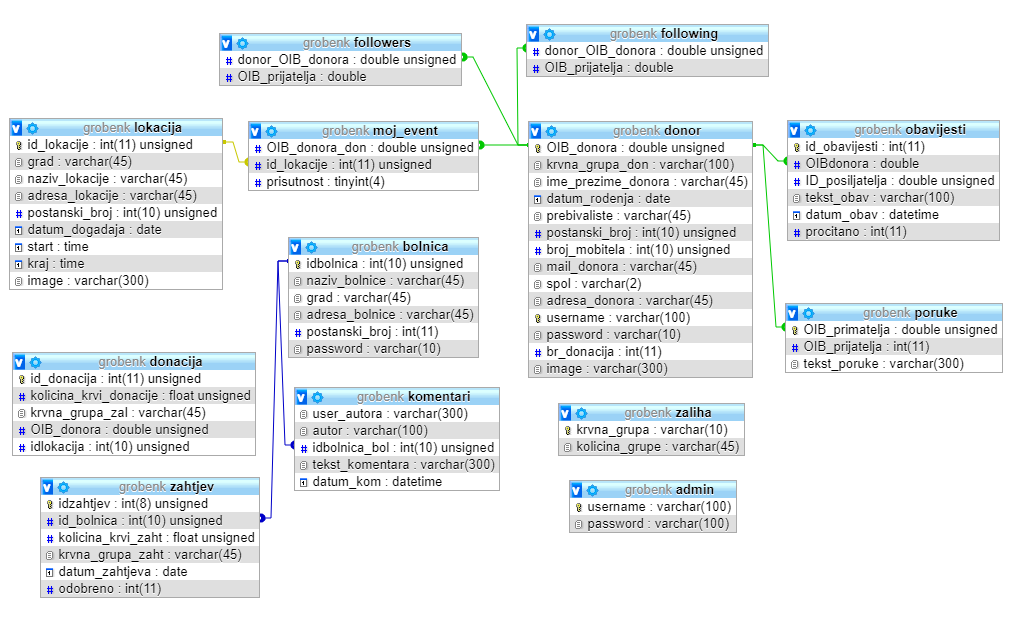 grobenk followers
donor_OIB_donora : double unsigned
OIB_prijatelja : double
grobenk following
donor_OIB_donora : double unsigned
OIB_prijatelja : double
grobenk lokacija
id_lokacije : int(11) unsigned
grad : varchar(45)
naziv_lokacije : varchar(45)
adresa_lokacije : varchar(45)
postanski_broj : int(10) unsigned
datum_dogadaja : date
start : time
kraj : time
image : varchar(300)
grobenk moj_event
OIB_donora_don : double unsigned
id_lokacije : int(11) unsigned
prisutnost : tinyint(4)
grobenk donor
OIB_donora : double unsigned
krvna_grupa_don : varchar(100)
ime_prezime_donora : varchar(45)
datum_rodenja : date
prebivaliste : varchar(45)
postanski_broj : int(10) unsigned
broj_mobitela : int(10) unsigned
mail_donora : varchar(45)
spol : varchar(2)
adresa_donora : varchar(45)
username : varchar(100)
password : varchar(10)
br_donacija : int(11)
image : varchar(300)
grobenk obavijesti
id_obavijesti : int(11)
OIBdonora : double
ID_posiljatelja : double unsigned
tekst_obav : varchar(100)
datum_obav : datetime
procitano : int(11)
grobenk bolnica
idbolnica : int(10) unsigned
naziv_bolnice : varchar(45)
grad : varchar(45)
adresa_bolnice : varchar(45)
postanski_broj : int(11)
password : varchar(10)
grobenk poruke
OIB_primatelja : double unsigned
OIB_prijatelja : int(11)
tekst_poruke : varchar(300)
grobenk donacija
id_donacija : int(11) unsigned
kolicina_krvi_donacije : float unsigned
krvna_grupa_zal : varchar(45)
OIB_donora : double unsigned
idlokacija : int(10) unsigned
grobenk komentari
user_autora : varchar(300)
autor : varchar(100)
idbolnica_bol : int(10) unsigned
tekst_komentara : varchar(300)
datum_kom : datetime
grobenk zaliha
krvna_grupa : varchar(10)
kolicina_grupe : varchar(45)
grobenk zahtjev
idzahtjev : int(8) unsigned
id_bolnica : int(10) unsigned
kolicina_krvi_zaht : float unsigned
krvna_grupa_zaht : varchar(45)
datum_zahtjeva : date
odobreno : int(11)
grobenk admin
username : varchar(100)
password : varchar(100)